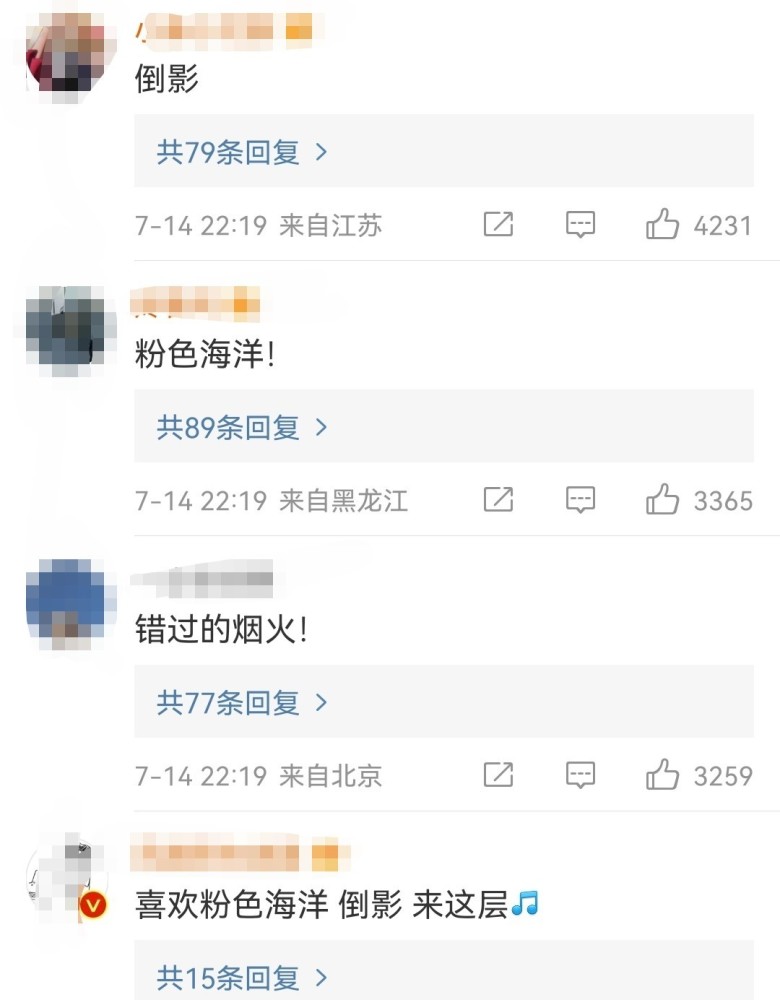 倒影
共79条回复 >
7-14 22:19 来自江苏
4231
粉色海洋!
共89条回复 >
7-14 22:19 来自黑龙江
3365
错过的烟火!
共77条回复 >
7-14 22:19 来自北京
3259
喜欢粉色海洋 倒影 来这层🎵
共15条回复 >